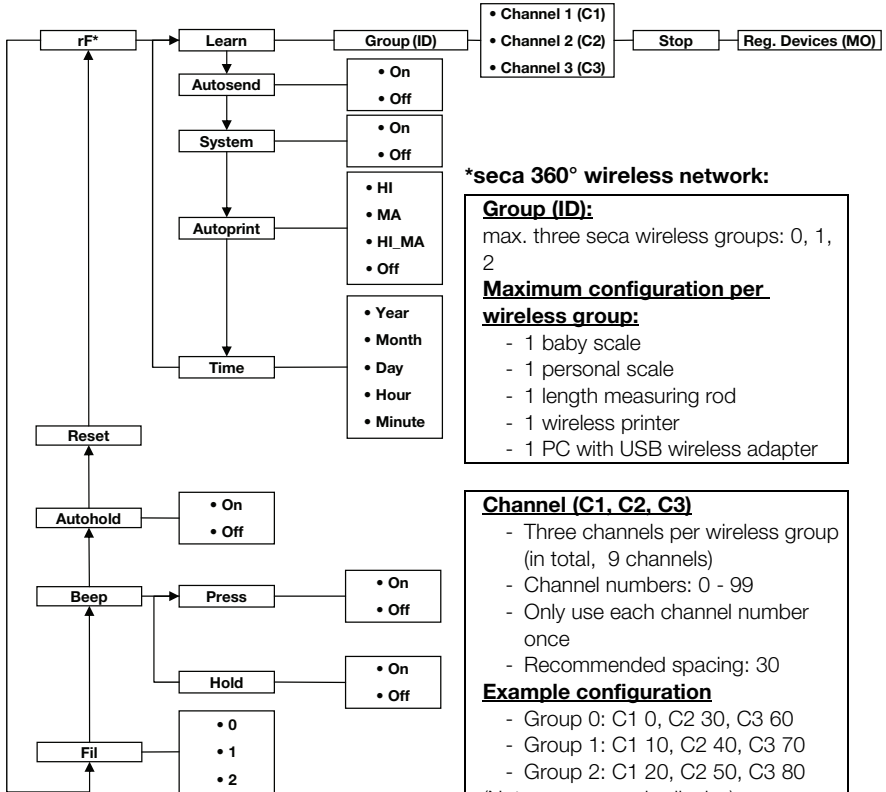 rF*
Learn
Group (ID)
• Channel 1 (C1)
• Channel 2 (C2)
• Channel 3 (C3)
Stop
Reg. Devices (MO)
Autosend
• On
• Off
System
• On
• Off
Autoprint
• HI
• MA
• HI_MA
• Off
Time
• Year
• Month
• Day
• Hour
• Minute
Reset
Autohold
• On
• Off
Beep
Press
• On
• Off
Hold
• On
• Off
Fil
• 0
• 1
• 2
*seca 360° wireless network:
Group (ID):
max. three seca wireless groups: 0, 1,
2
Maximum configuration per
wireless group:
- 1 baby scale
- 1 personal scale
- 1 length measuring rod
- 1 wireless printer
- 1 PC with USB wireless adapter
Channel (C1, C2, C3)
- Three channels per wireless group
(in total, 9 channels)
- Channel numbers: 0 - 99
- Only use each channel number
once
- Recommended spacing: 30
Example configuration
- Group 0: C1 0, C2 30, C3 60
- Group 1: C1 10, C2 40, C3 70
- Group 2: C1 20, C2 50, C3 80